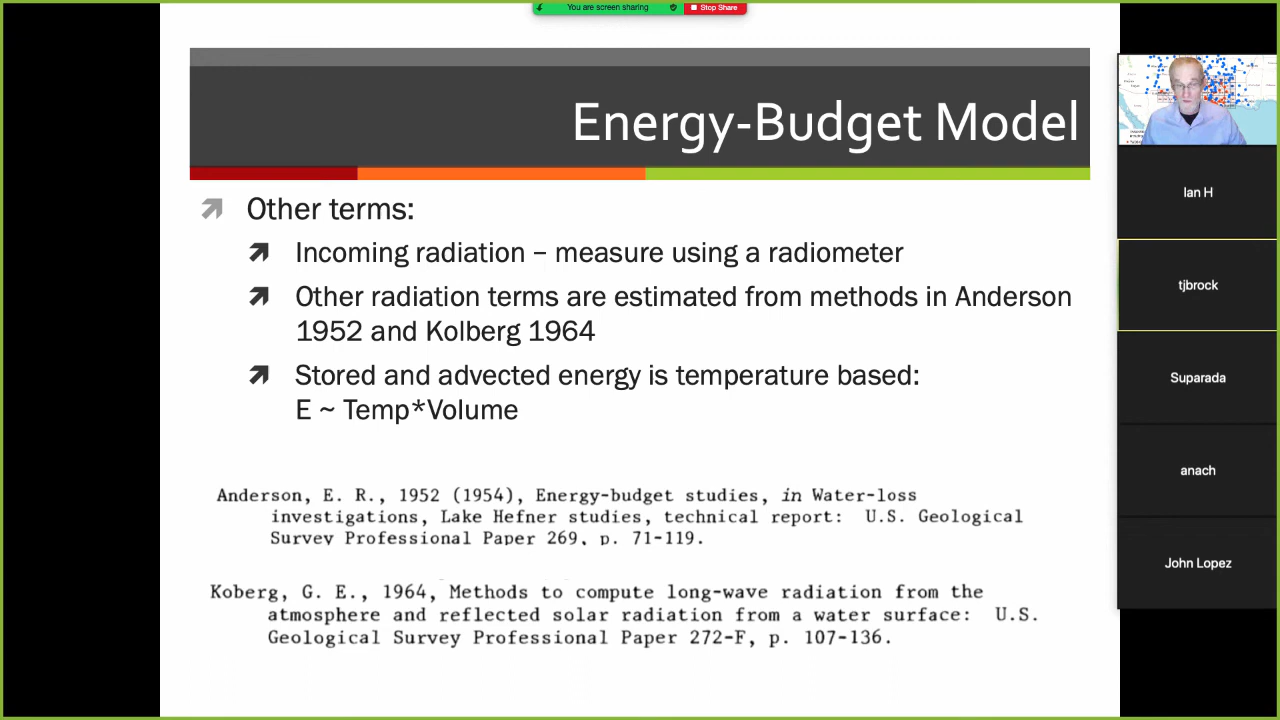 You are screen sharing
Stop Share
Energy-Budget Model
Other terms:
Incoming radiation – measure using a radiometer
Other radiation terms are estimated from methods in Anderson
1952 and Kolberg 1964
Stored and advected energy is temperature based:
E ~ Temp*Volume
Anderson, E. R., 1952 (1954), Energy-budget studies, in Water-loss
investigations, Lake Hefner studies, technical report: U.S. Geological
Survey Professional Paper 269, p. 71-119.
Koberg, G. E., 1964, Methods to compute long-wave radiation from the
atmosphere and reflected solar radiation from a water surface: U.S.
Geological Survey Professional Paper 272-F, p. 107-136.
Ian H
tjbrock
Suparada
anach
John Lopez